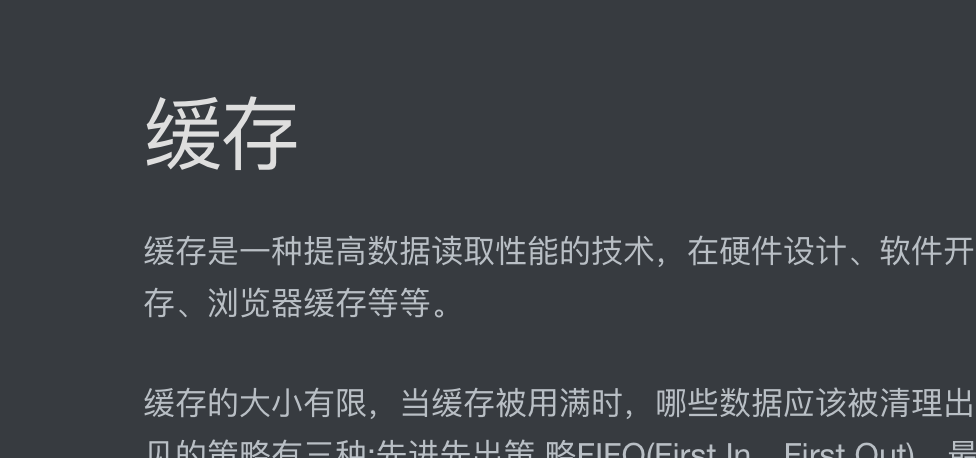 缓存
缓存是一种提高数据读取性能的技术，在硬件设计、软件开
存、浏览器缓存等等。
缓存的大小有限，当缓存被用满时，哪些数据应该被清理出
见的策略有三种:先进先出策 略FIFO(First In，First Out)、最